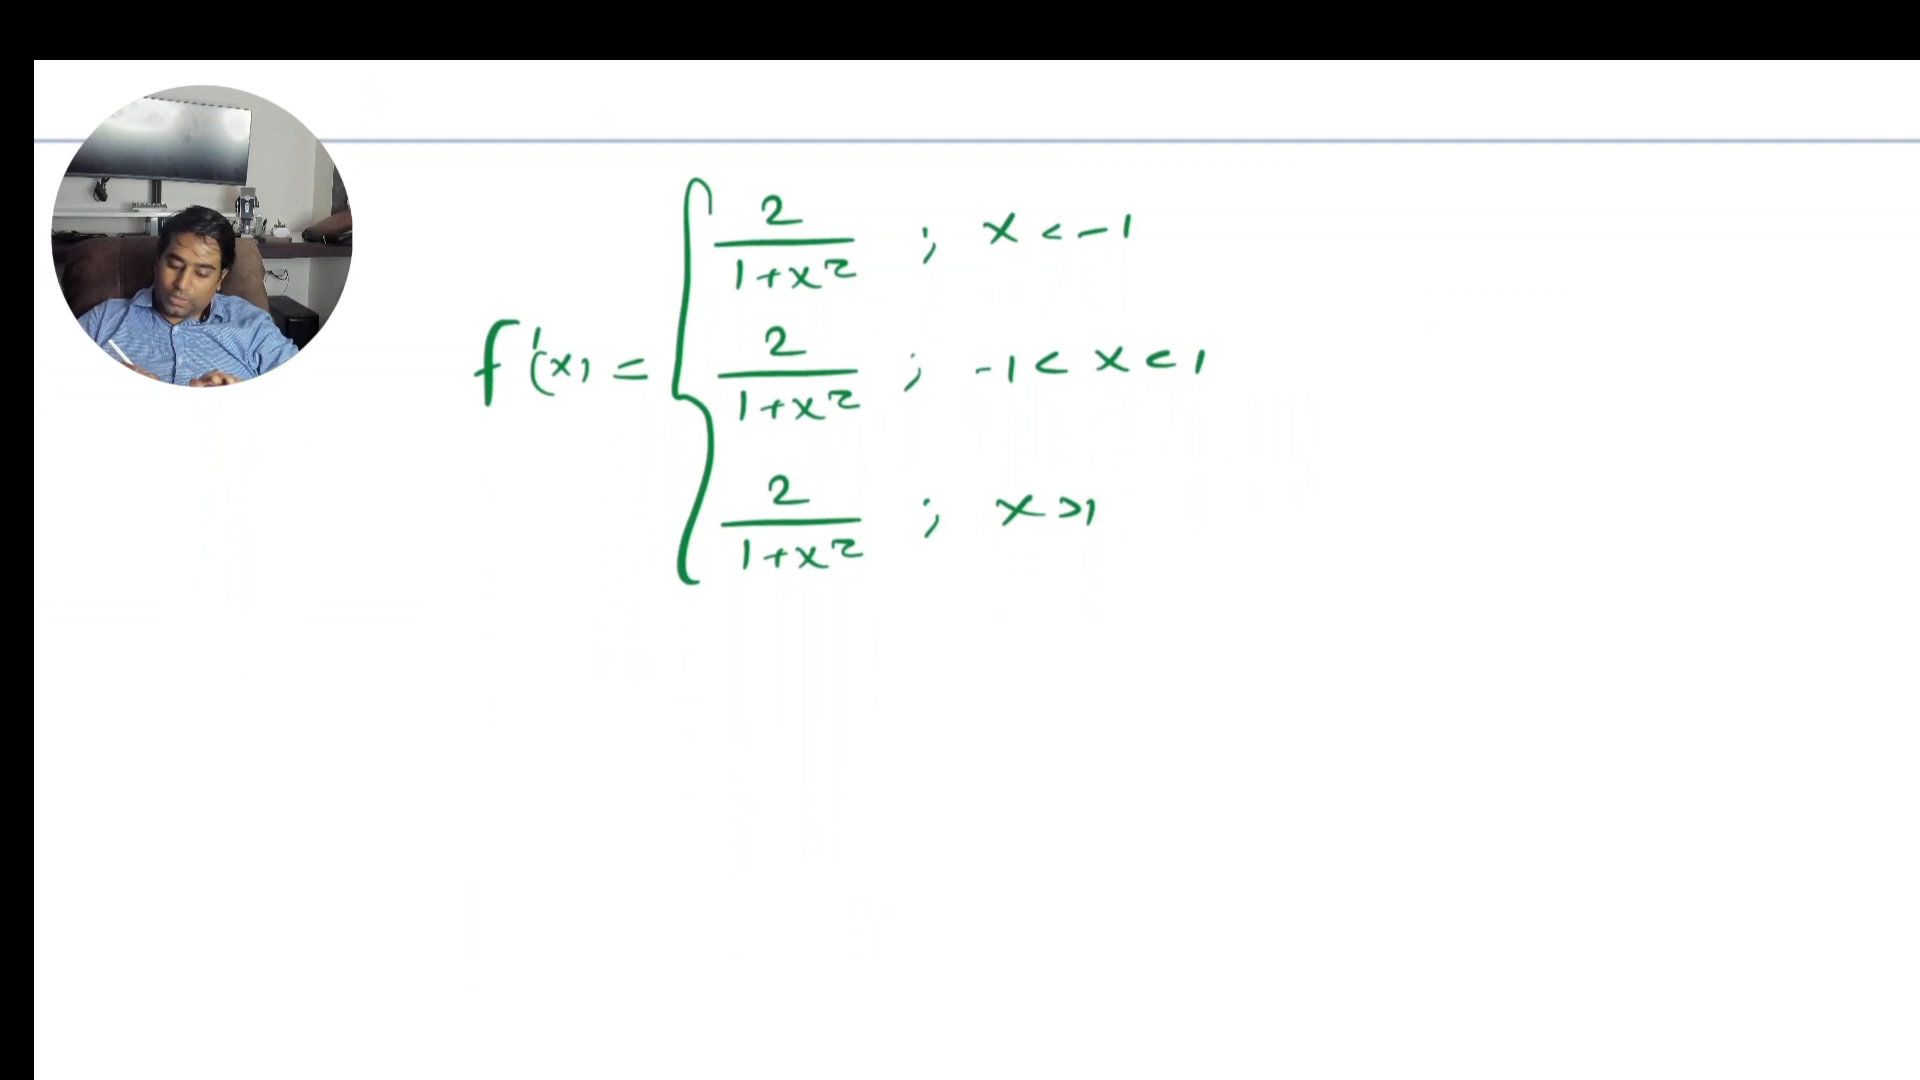 2/(1+x²) ; x < -1
f'(x) = 2/(1+x²) ; -1 < x < 1
2/(1+x²) ; x > 1